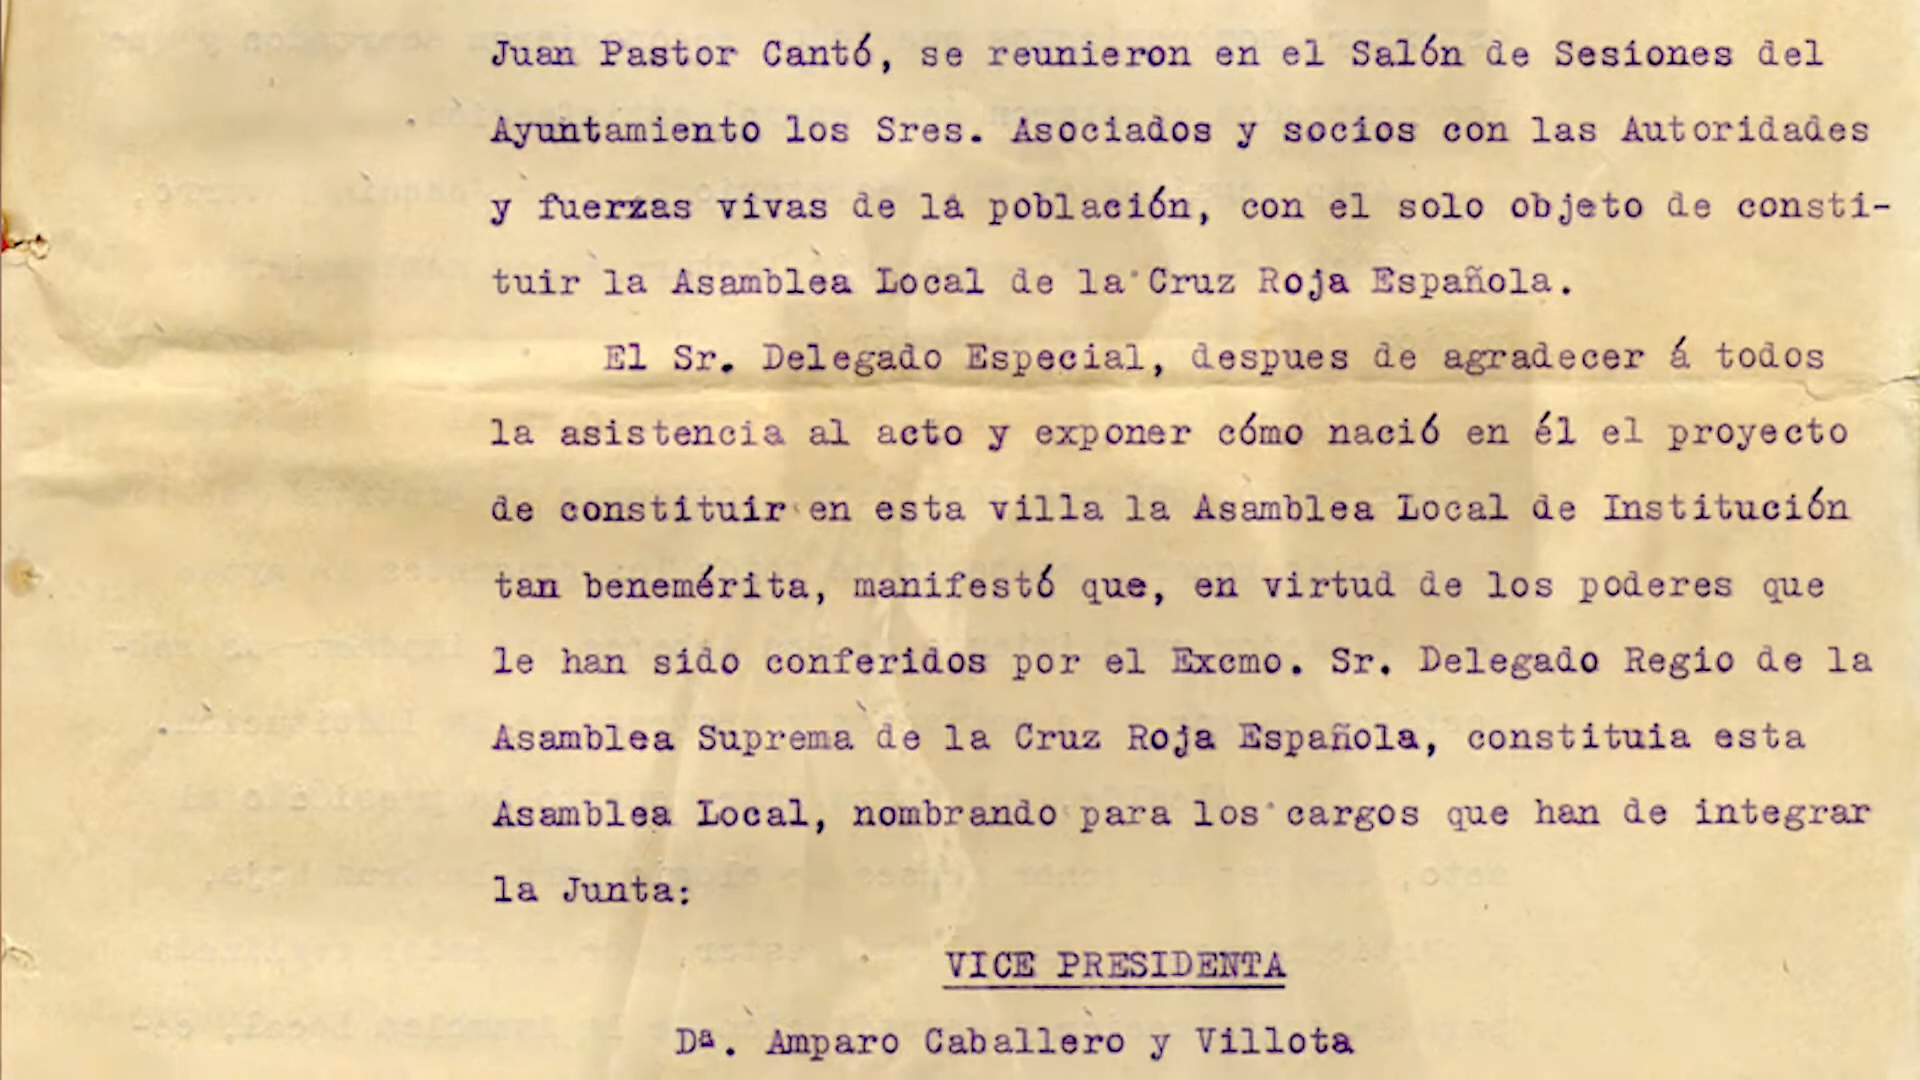 Juan Pastor Cantó, se reunieron en el Salón de Sesiones del
Ayuntamiento los Sres. Asociados y socios con las Autoridades
y fuerzas vivas de la población, con el solo objeto de consti-
tuir la Asamblea Local de la Cruz Roja Española.
El Sr. Delegado Especial, despues de agradecer á todos
la asistencia al acto y exponer cómo nació en él el proyecto
de constituir en esta villa la Asamblea Local de Institución
tan benemérita, manifestó que, en virtud de los poderes que
le han sido conferidos por el Excmo. Sr. Delegado Regio de la
Asamblea Suprema de la Cruz Roja Española, constituia esta
Asamblea Local, nombrando para los cargos que han de integrar
la Junta:
VICE PRESIDENTA
Dª. Amparo Caballero y Villota